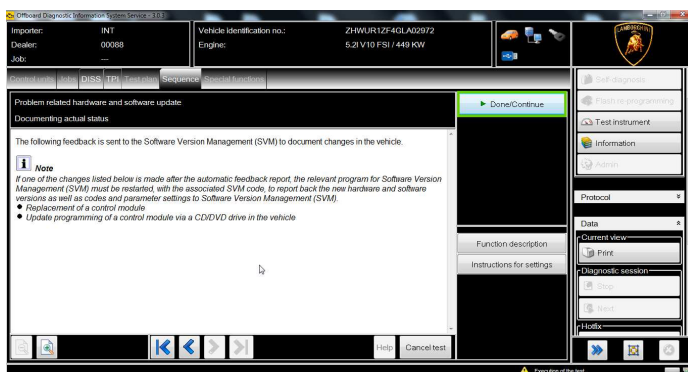 Offboard Diagnostic Information System Service - 3.0.3
Importer: INT
Dealer: 00088
Job: ---
Vehicle identification no.: ZHWUR1ZF4GLA02972
Engine: 5.2l V10 FSI / 449 KW
Control units Jobs DISS TPI Test plan Sequence Special functions
Problem related hardware and software update
Documenting actual status
The following feedback is sent to the Software Version Management (SVM) to document changes in the vehicle.
i Note
If one of the changes listed below is made after the automatic feedback report, the relevant program for Software Version
Management (SVM) must be restarted, with the associated SVM code, to report back the new hardware and software
versions as well as codes and parameter settings to Software Version Management (SVM).
● Replacement of a control module
● Update programming of a control module via a CD/DVD drive in the vehicle
Done/Continue
Function description
Instructions for settings
Help
Cancel test
Self-diagnosis
Flash re-programming
Test instrument
Information
Admin
Protocol
Data
Current view
Print
Diagnostic session
Stop
Next
Hotfix
Execution of the test